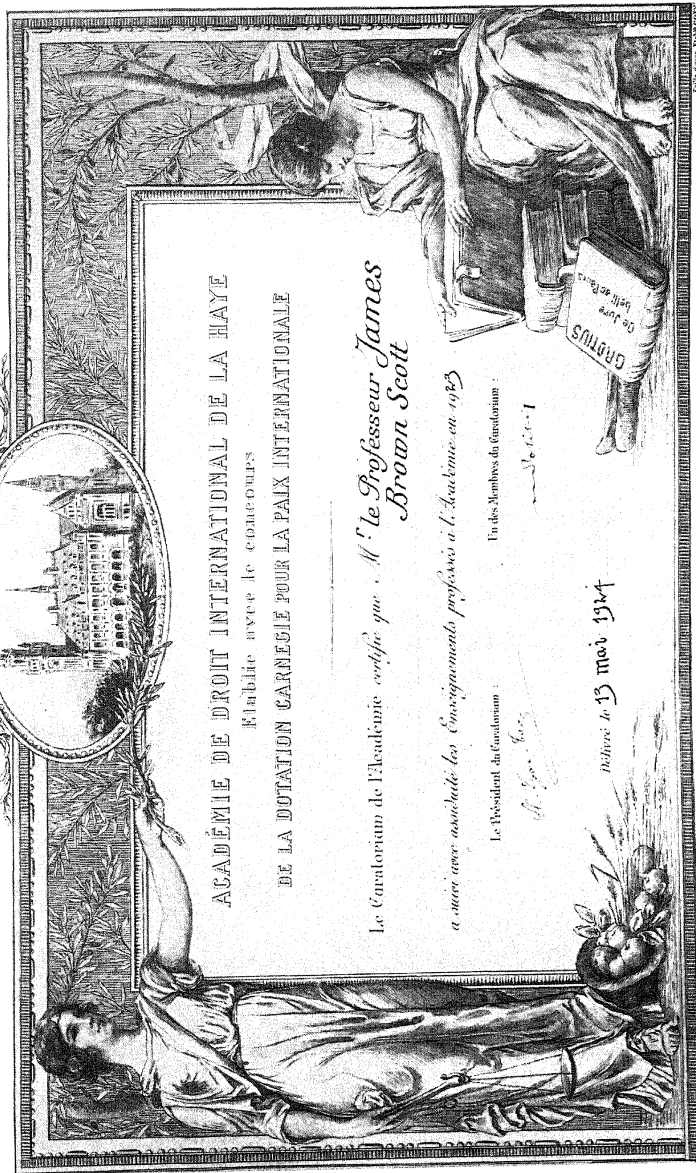 ACADÉMIE DE DROIT INTERNATIONAL DE LA HAYE
Etablie avec le concours
DE LA DOTATION CARNEGIE POUR LA PAIX INTERNATIONALE
Le Curatorium de l'Académie certifie que Mr le Professeur James
Brown Scott
a suivi avec assiduité les Enseignements professés à l'Académie en 1923
Le Président du Curatorium :
Un des Membres du Curatorium :
Délivré le 13 mai 1924
GROTIUS
De Jure
belli ac Pacis